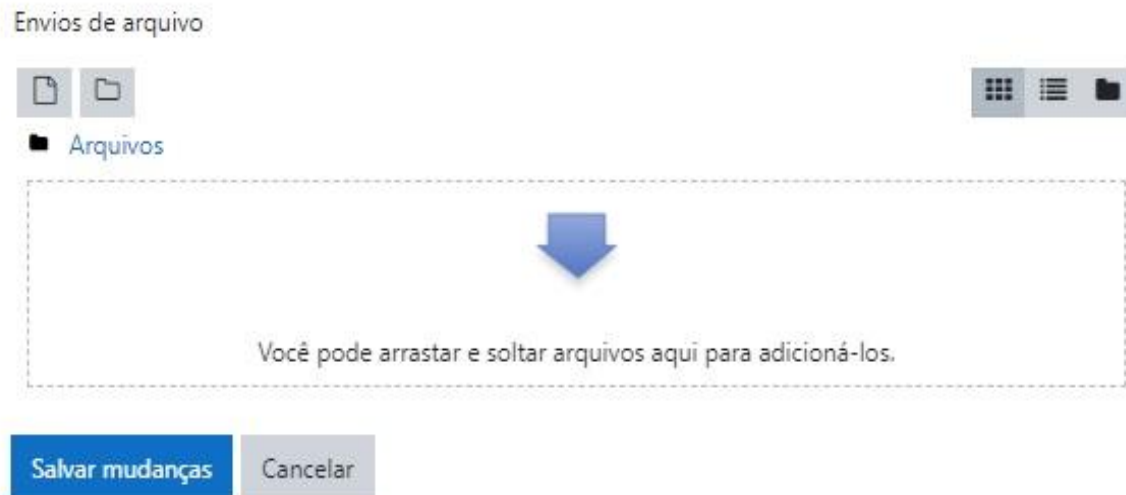 Envios de arquivo
Arquivos
Você pode arrastar e soltar arquivos aqui para adicioná-los.
Salvar mudanças
Cancelar